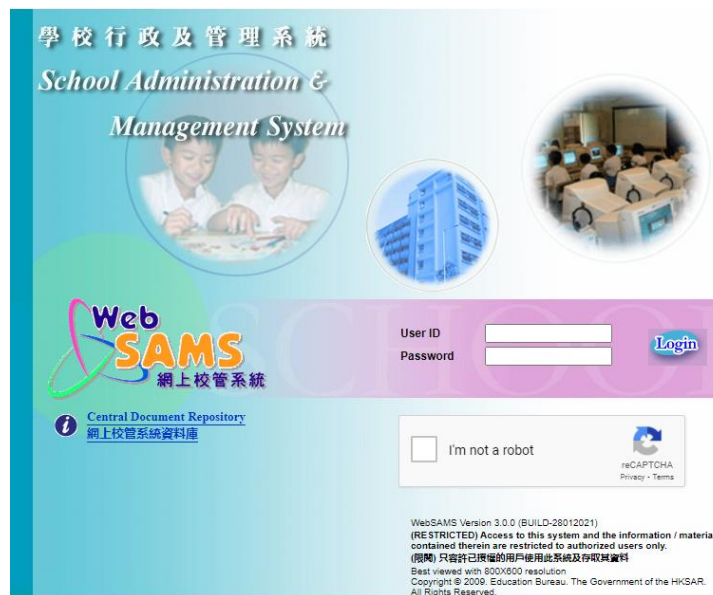 學校行政及管理系統
School Administration &
Management System
Web
SAMS
網上校管系統
User ID
Password
Login
SCHOOL
Central Document Repository
網上校管系統資料庫
I'm not a robot
reCAPTCHA
Privacy - Terms
WebSAMS Version 3.0.0 (BUILD-28012021)
(RESTRICTED) Access to this system and the information / materia
contained therein are restricted to authorized users only.
(限閱) 只容許已授權的用戶使用此系統及存取其資料
Best viewed with 800X600 resolution
Copyright © 2009. Education Bureau. The Government of the HKSAR.
All Rights Reserved.